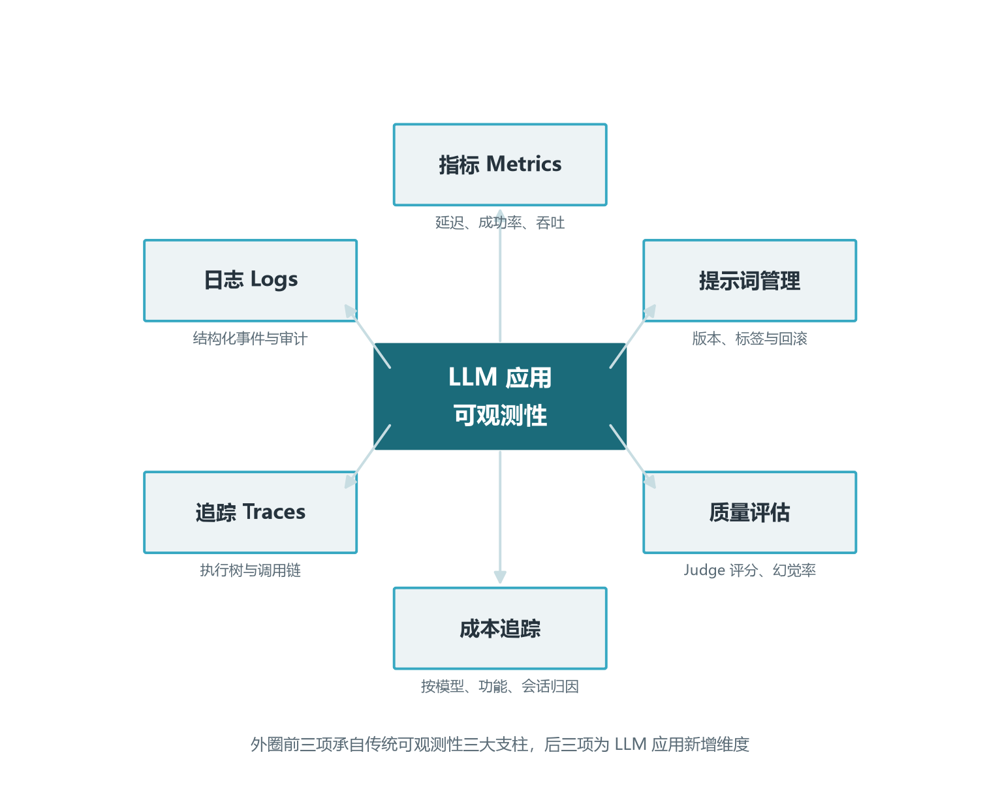 指标 Metrics
延迟、成功率、吞吐
日志 Logs
结构化事件与审计
提示词管理
版本、标签与回滚
LLM 应用
可观测性
追踪 Traces
执行树与调用链
质量评估
Judge 评分、幻觉率
成本追踪
按模型、功能、会话归因
外圈前三项承自传统可观测性三大支柱，后三项为 LLM 应用新增维度